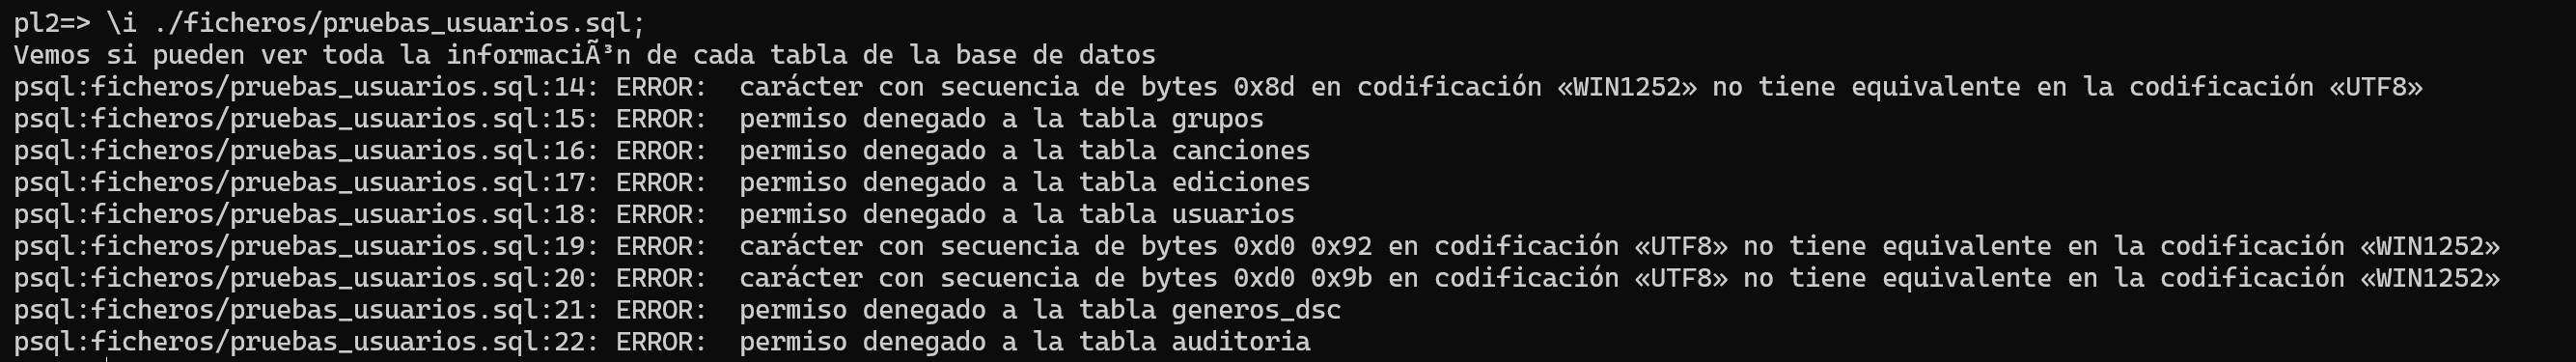 pl2=> \i ./ficheros/pruebas_usuarios.sql;
Vemos si pueden ver toda la informaciÃ³n de cada tabla de la base de datos
psql:ficheros/pruebas_usuarios.sql:14: ERROR:  carácter con secuencia de bytes 0x8d en codificación «WIN1252» no tiene equivalente en la codificación «UTF8»
psql:ficheros/pruebas_usuarios.sql:15: ERROR:  permiso denegado a la tabla grupos
psql:ficheros/pruebas_usuarios.sql:16: ERROR:  permiso denegado a la tabla canciones
psql:ficheros/pruebas_usuarios.sql:17: ERROR:  permiso denegado a la tabla ediciones
psql:ficheros/pruebas_usuarios.sql:18: ERROR:  permiso denegado a la tabla usuarios
psql:ficheros/pruebas_usuarios.sql:19: ERROR:  carácter con secuencia de bytes 0xd0 0x92 en codificación «UTF8» no tiene equivalente en la codificación «WIN1252»
psql:ficheros/pruebas_usuarios.sql:20: ERROR:  carácter con secuencia de bytes 0xd0 0x9b en codificación «UTF8» no tiene equivalente en la codificación «WIN1252»
psql:ficheros/pruebas_usuarios.sql:21: ERROR:  permiso denegado a la tabla generos_dsc
psql:ficheros/pruebas_usuarios.sql:22: ERROR:  permiso denegado a la tabla auditoria